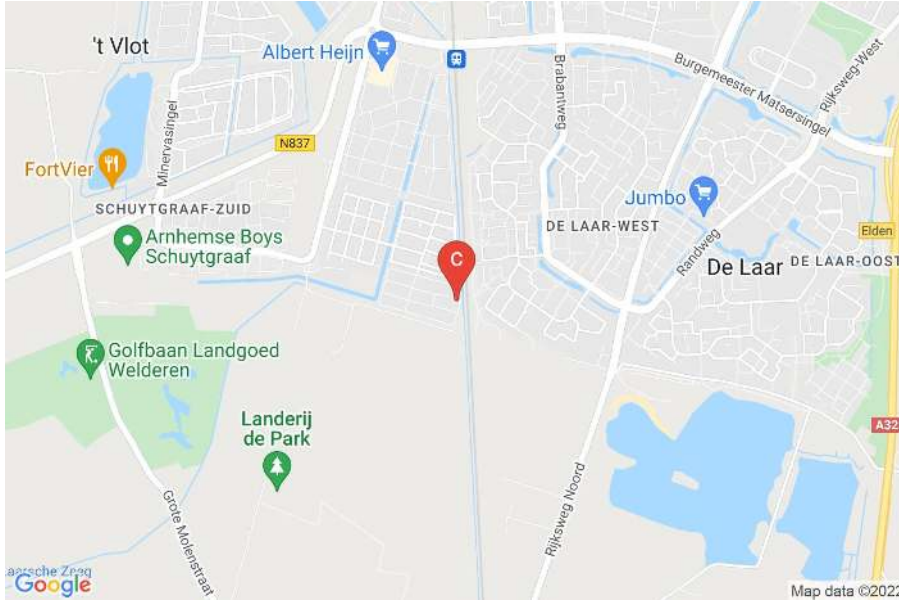 't Vlot
Albert Heijn
Burgemeester Matsersingel
Rijksweg-West
Brabantweg
Minervasingel
N837
FortVier
Jumbo
SCHUYTGRAAF-ZUID
DE LAAR-WEST
Elden
Arnhemse Boys
Schuytgraaf
C
Randweg
De Laar
DE LAAR-OOST
Golfbaan Landgoed
Welderen
Landerij
de Park
A32
Grote Molenstraat
Rijksweg Noord
Google
Map data ©2022